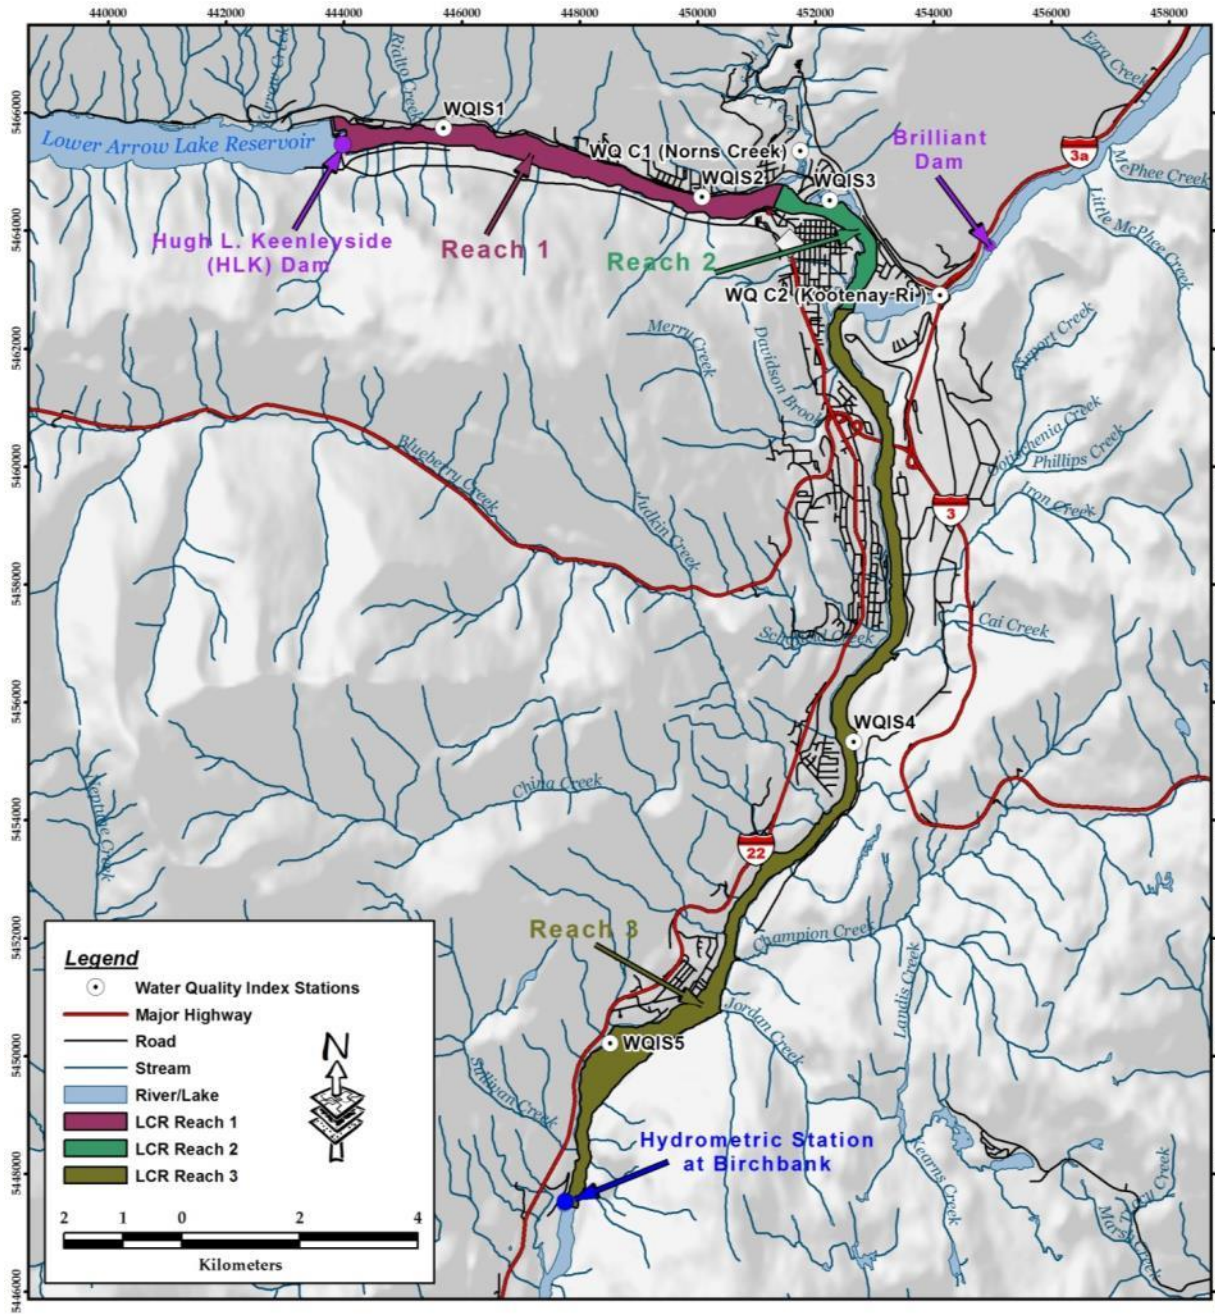 440000
442000
444000
446000
448000
450000
452000
454000
456000
458000
5466000
5464000
5462000
5460000
5458000
5456000
5454000
5452000
5450000
5448000
5446000
Rialto Creek
Ezra Creek
WQIS1
Lower Arrow Lake Reservoir
WQ C1 (Norns Creek)
Brilliant
Dam
3a
McPhee Creek
WQIS2
WQIS3
Little McPhee Creek
Hugh L. Keenleyside
(HLK) Dam
Reach 1
Reach 2
WQ C2 (Kootenay Ri )
Merry
Creek
Davidson Brook
Airport Creek
Blueberry Creek
Judkin Creek
Phillips Creek
Iron Creek
3
Creek
Cai Creek
WQIS4
Neptune Creek
China Creek
22
Reach 3
Champion Creek
Landis Creek
Jordan Creek
WQIS5
Sullivan Creek
Hydrometric Station
at Birchbank
Kearns Creek
Marsh Creek
Legend
Water Quality Index Stations
Major Highway
Road
Stream
River/Lake
LCR Reach 1
LCR Reach 2
LCR Reach 3
N
2 1 0 2 4
Kilometers